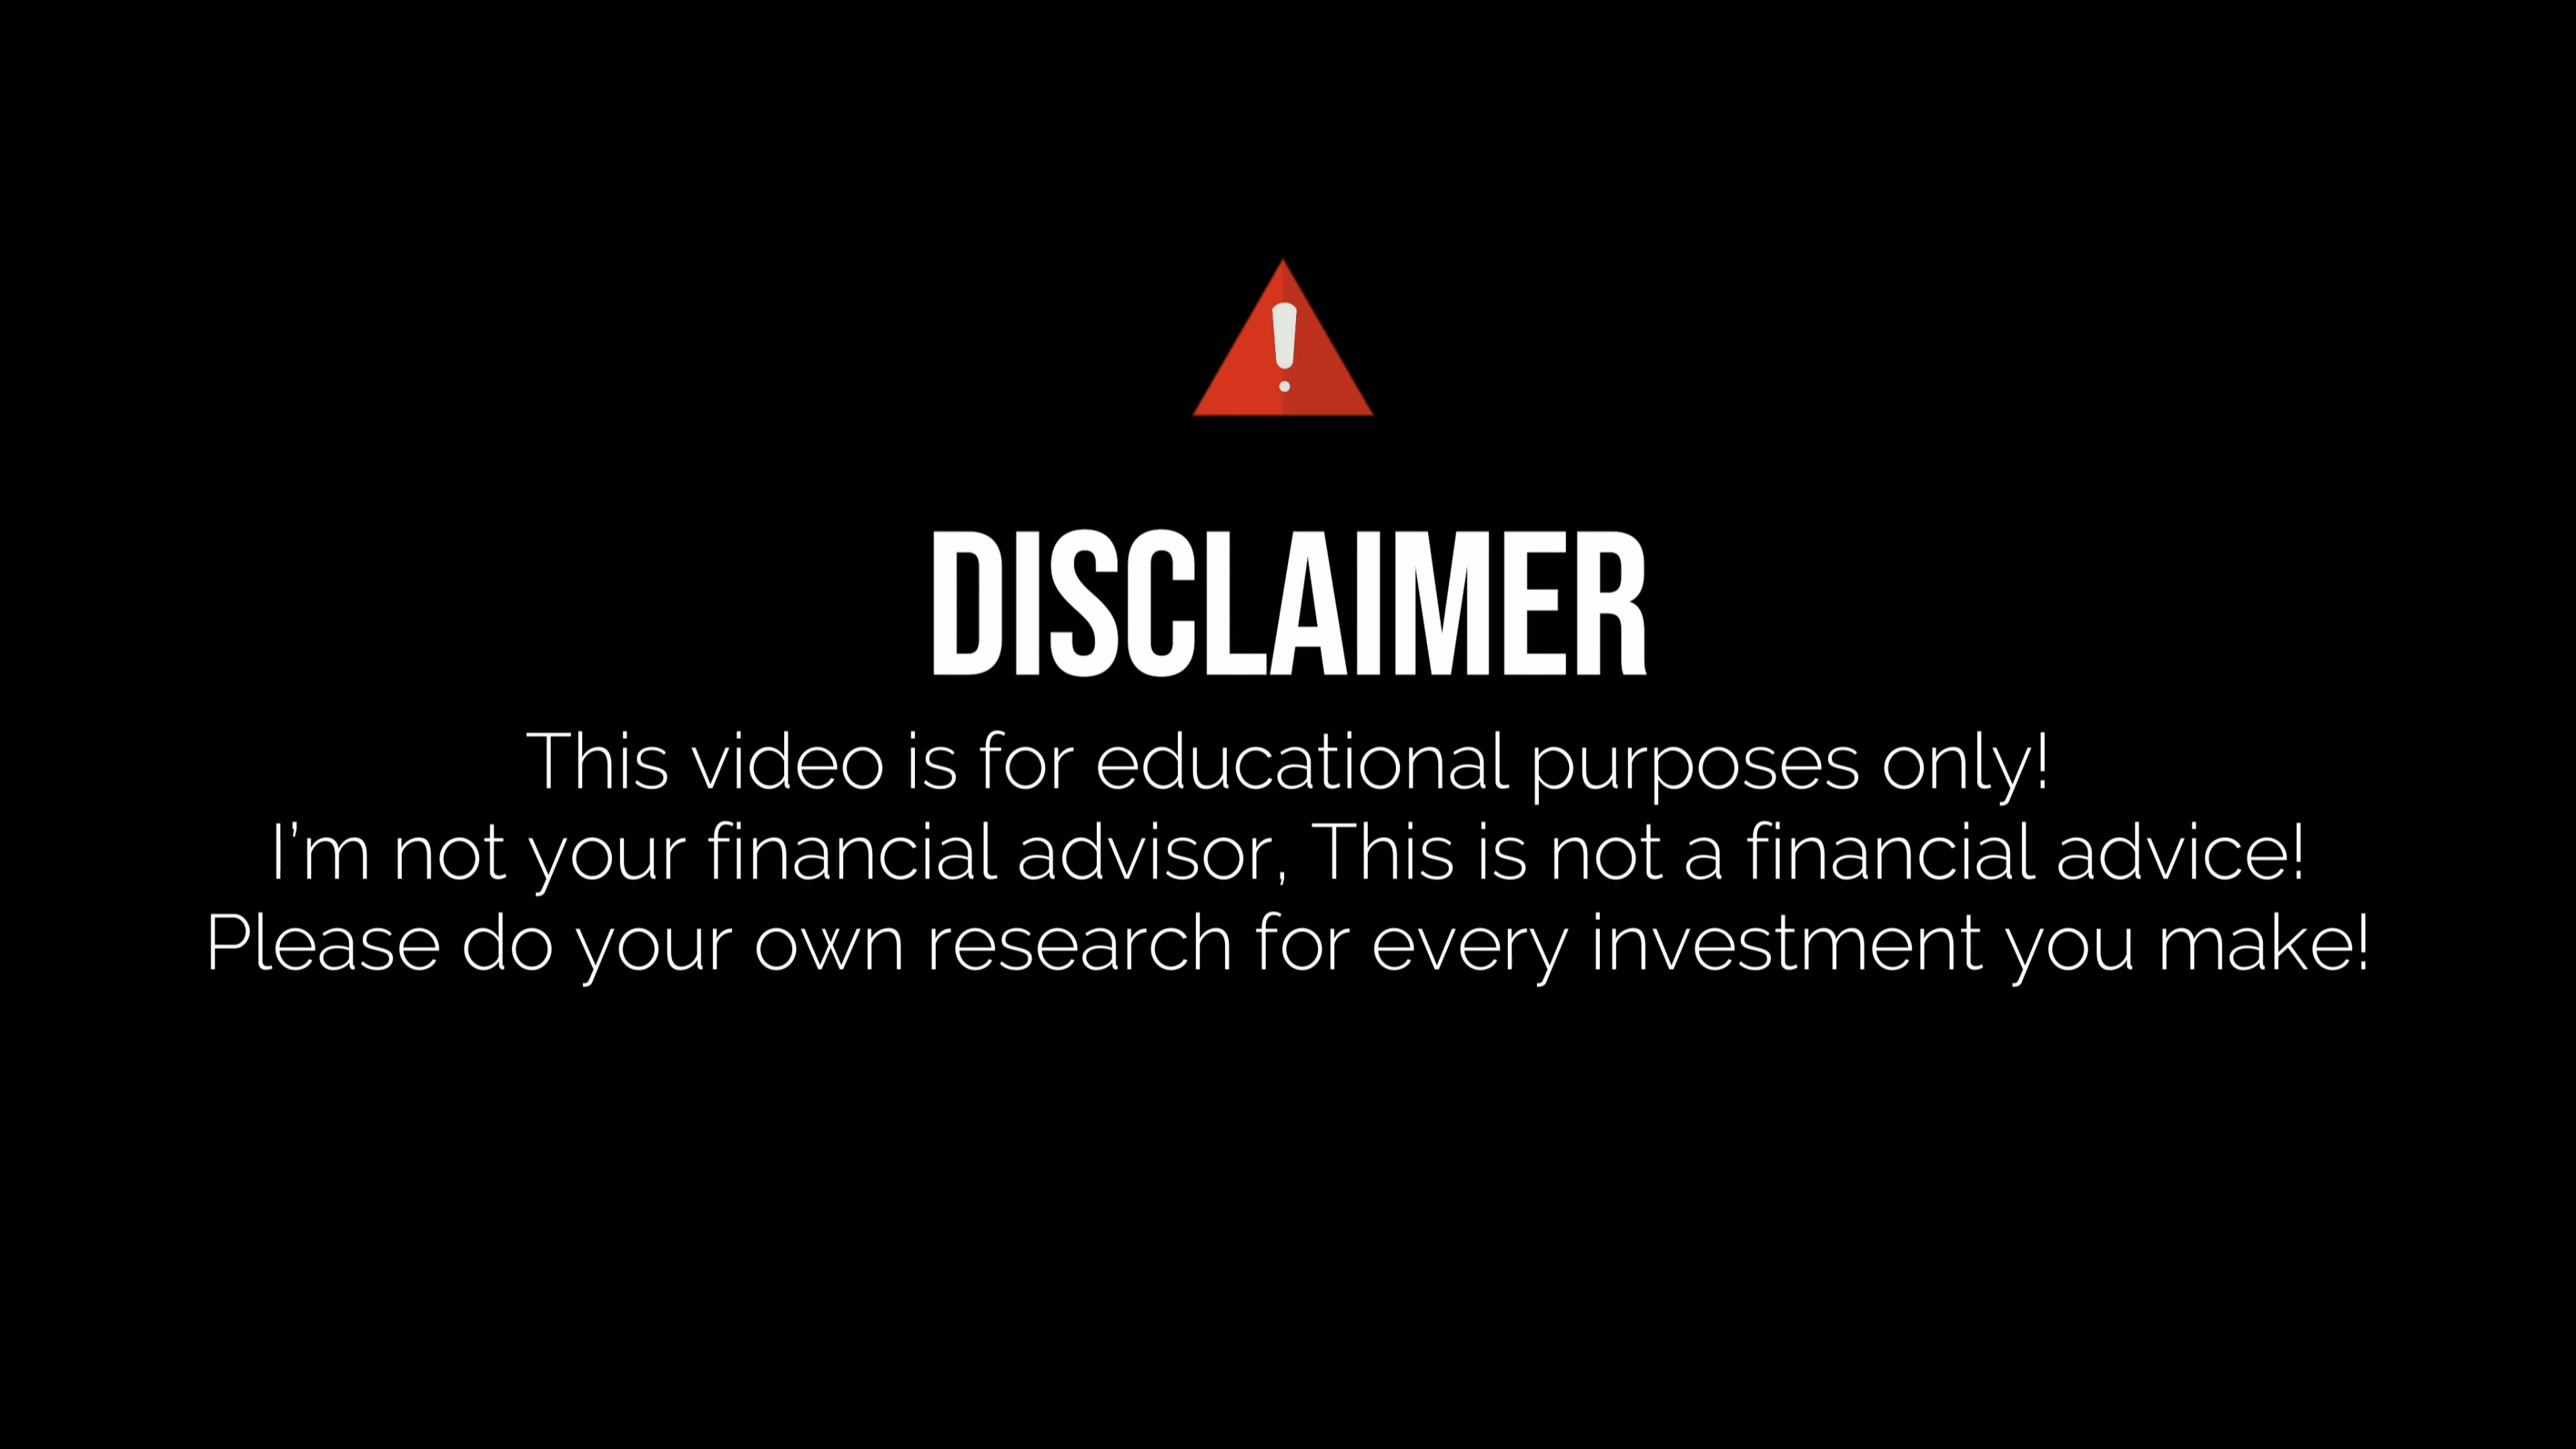 DISCLAIMER
This video is for educational purposes only!
I’m not your financial advisor, This is not a financial advice!
Please do your own research for every investment you make!